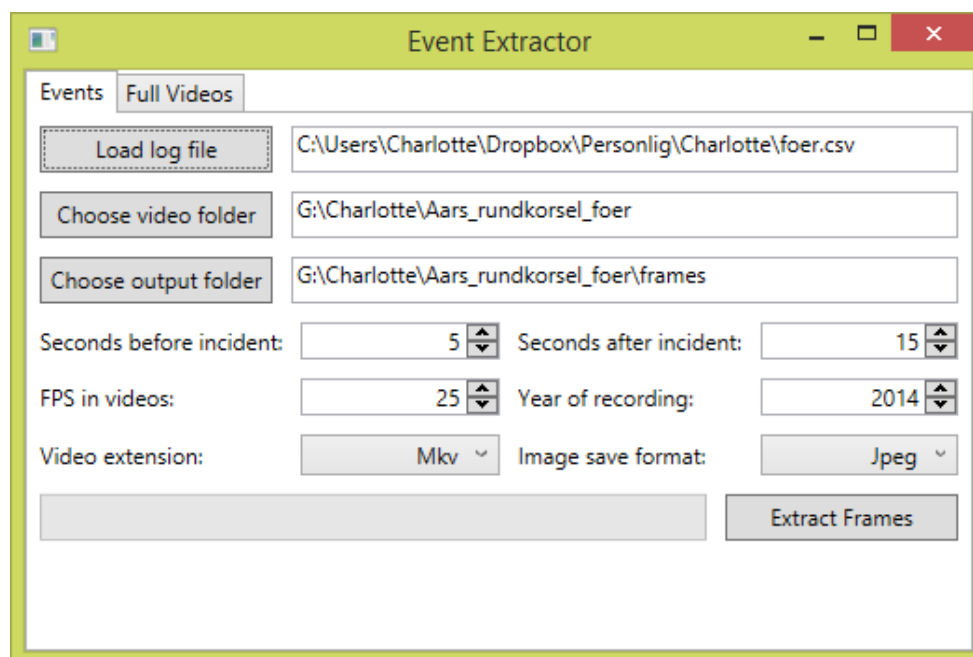 Event Extractor
Events Full Videos
Load log file C:\Users\Charlotte\Dropbox\Personlig\Charlotte\foer.csv
Choose video folder G:\Charlotte\Aars_rundkorsel_foer
Choose output folder G:\Charlotte\Aars_rundkorsel_foer\frames
Seconds before incident: 5 Seconds after incident: 15
FPS in videos: 25 Year of recording: 2014
Video extension: Mkv Image save format: Jpeg
Extract Frames